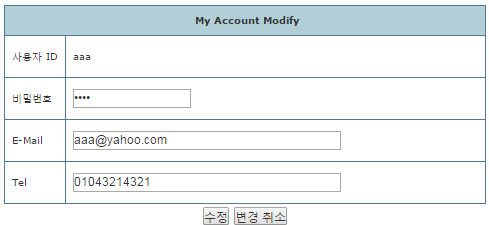 My Account Modify
사용자 ID aaa
비밀번호 ••••
E-Mail aaa@yahoo.com
Tel 01043214321
수정 변경 취소